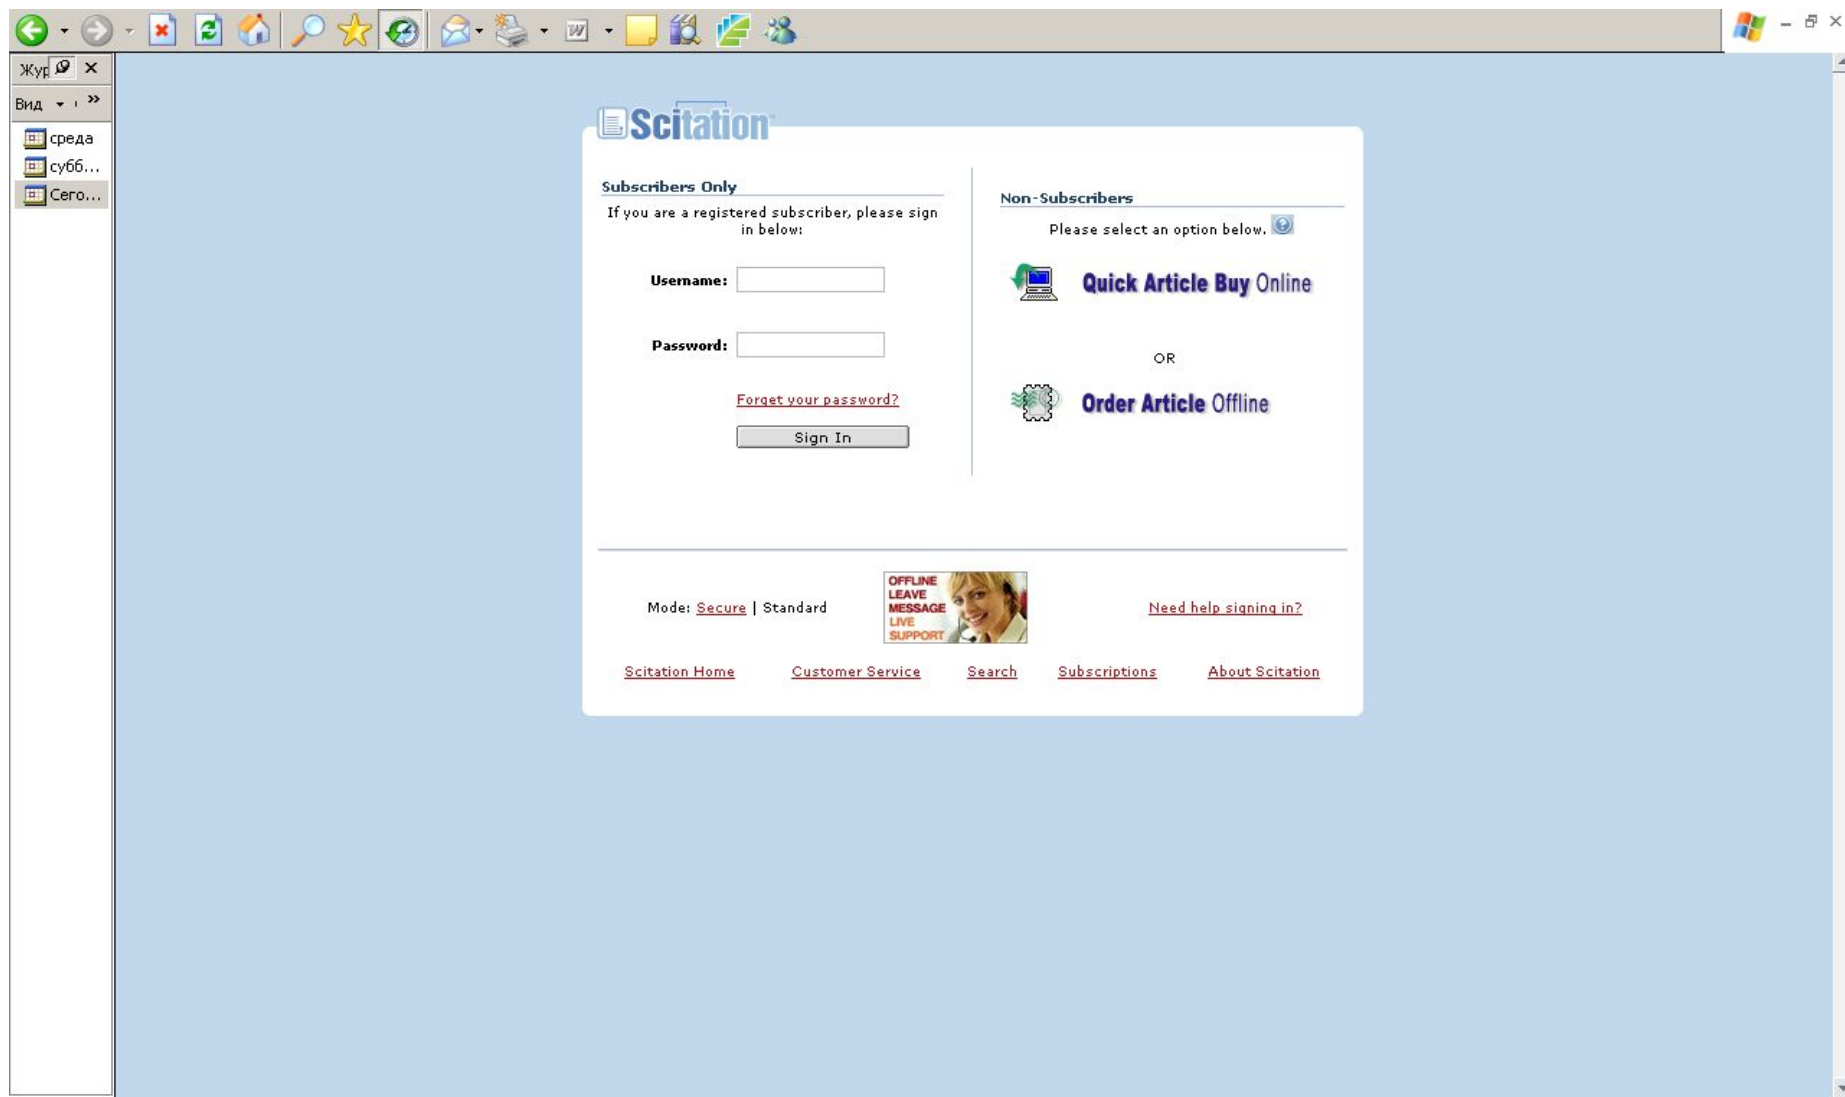 Жур
Вид
среда
субб...
Сего...
Scitation
Subscribers Only
If you are a registered subscriber, please sign
in below:
Username:
Password:
Forget your password?
Sign In
Non-Subscribers
Please select an option below.
Quick Article Buy Online
OR
Order Article Offline
Mode: Secure | Standard
OFFLINE
LEAVE
MESSAGE
LIVE
SUPPORT
Need help signing in?
Scitation Home Customer Service Search Subscriptions About Scitation